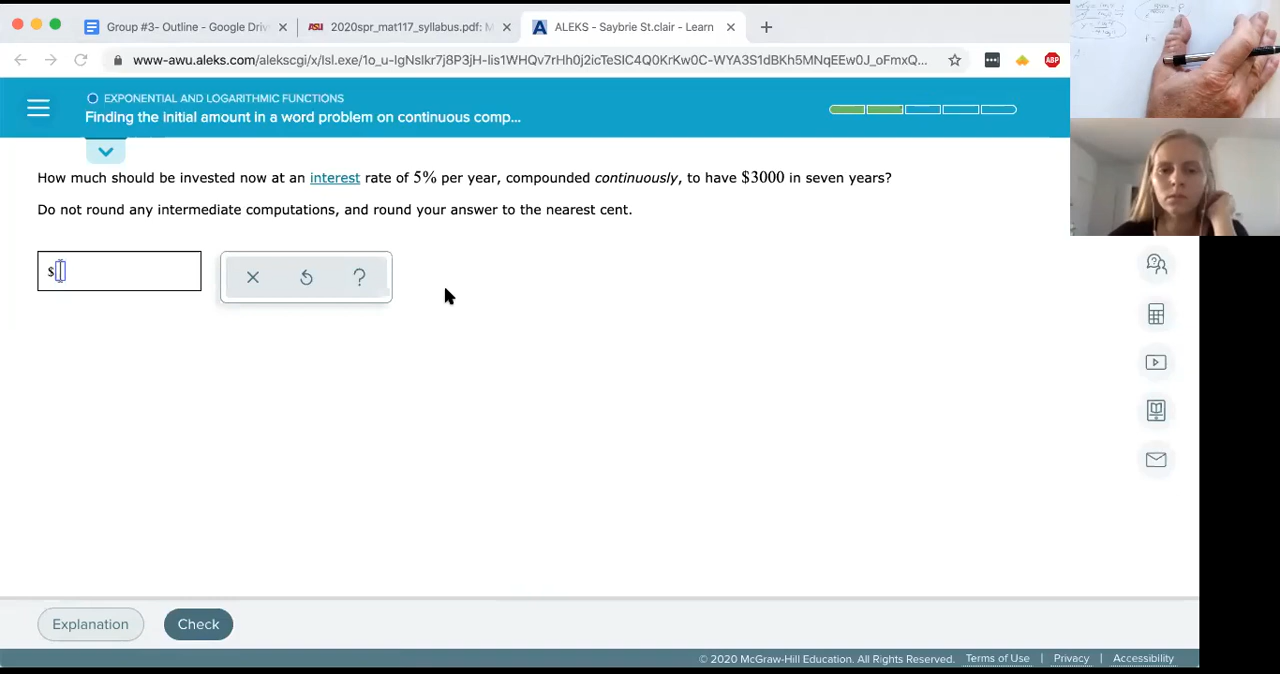 Group #3- Outline - Google Driv
2020spr_mat117_syllabus.pdf: M
ALEKS - Saybrie St.clair - Learn
www-awu.aleks.com/alekscgi/x/Isl.exe/1o_u-IgNslkr7j8P3jH-Iis1WHQv7rHh0j2icTeSIC4Q0KrKw0C-WYA3S1dBKh5MNqEEw0J_oFmxQ...
ABP
EXPONENTIAL AND LOGARITHMIC FUNCTIONS
Finding the initial amount in a word problem on continuous comp...
How much should be invested now at an interest rate of 5% per year, compounded continuously, to have $3000 in seven years?
Do not round any intermediate computations, and round your answer to the nearest cent.
$
?
Explanation
Check
© 2020 McGraw-Hill Education. All Rights Reserved. Terms of Use | Privacy | Accessibility